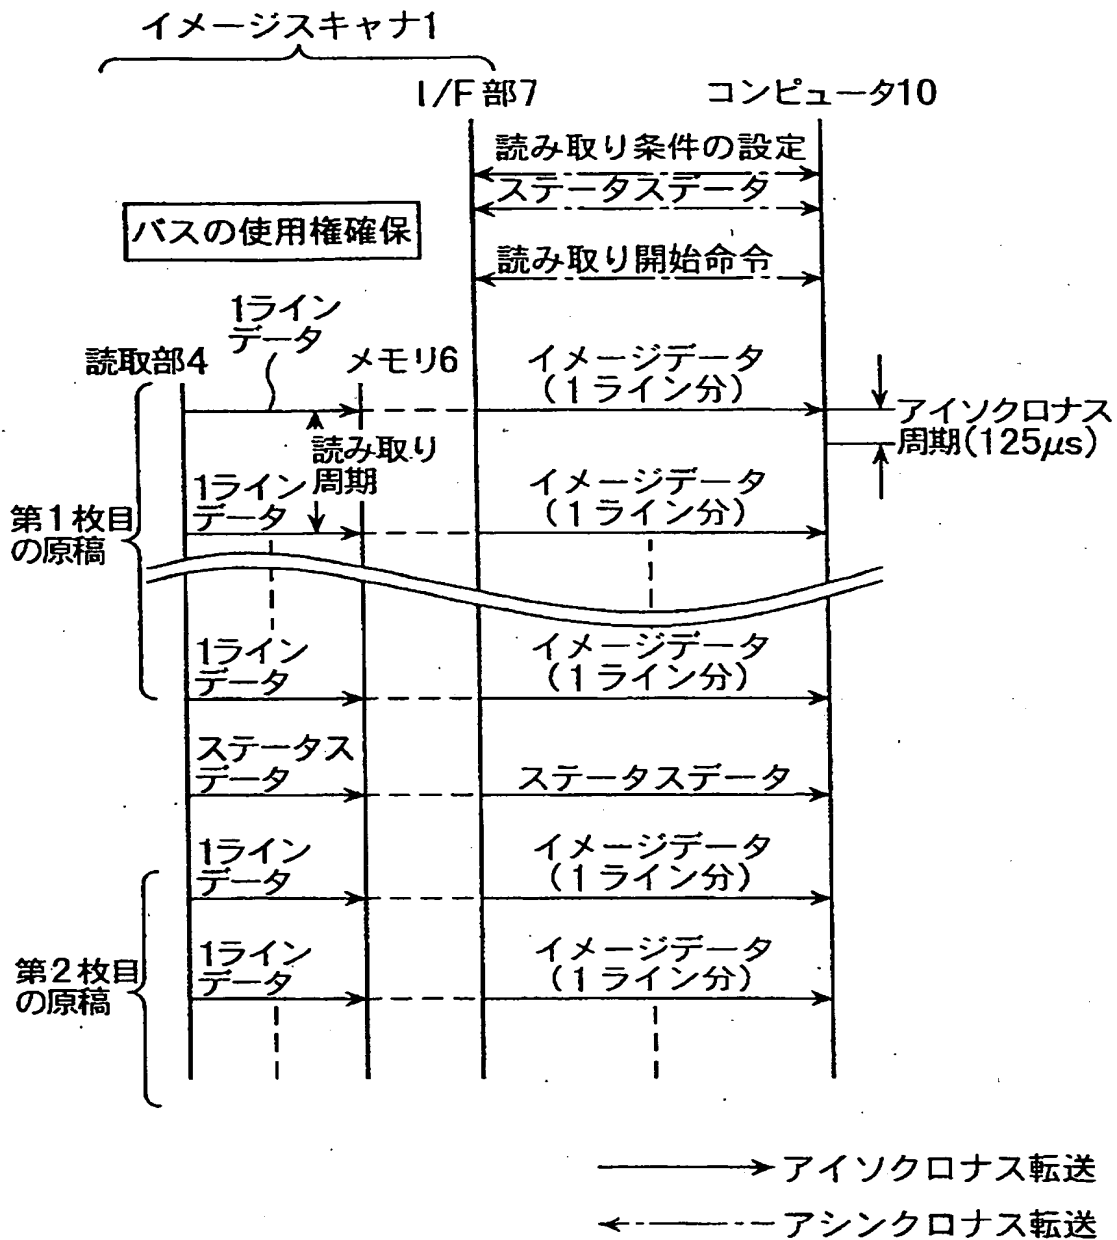 イメージスキャナ1
I/F部7
コンピュータ10
読み取り条件の設定
ステータスデータ
バスの使用権確保
読み取り開始命令
1ライン
データ
読取部4
メモリ6
イメージデータ
(1ライン分)
アイソクロナス
周期(125μs)
読み取り
周期
1ライン
データ
イメージデータ
(1ライン分)
第1枚目
の原稿
1ライン
データ
イメージデータ
(1ライン分)
ステータス
データ
ステータスデータ
1ライン
データ
イメージデータ
(1ライン分)
第2枚目
の原稿
1ライン
データ
イメージデータ
(1ライン分)
アイソクロナス転送
アシンクロナス転送